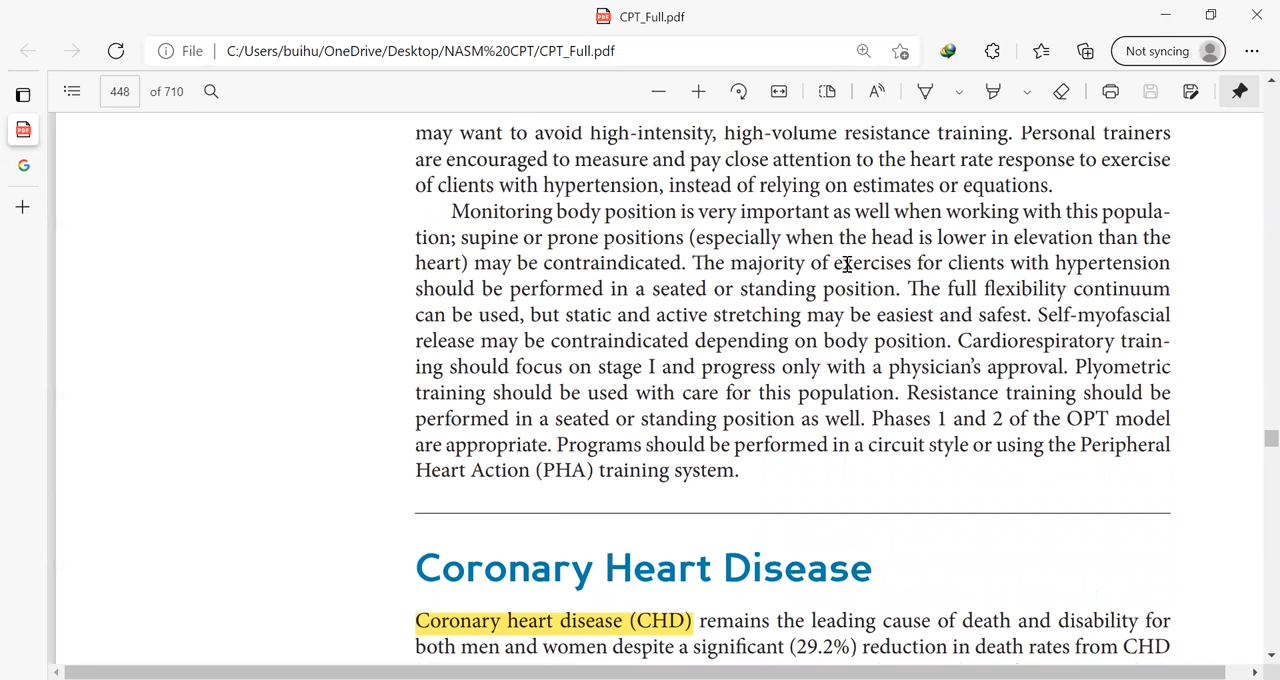 CPT_Full.pdf
File | C:/Users/buihu/OneDrive/Desktop/NASM%20CPT/CPT_Full.pdf
Not syncing
448 of 710
may want to avoid high-intensity, high-volume resistance training. Personal trainers
are encouraged to measure and pay close attention to the heart rate response to exercise
of clients with hypertension, instead of relying on estimates or equations.
Monitoring body position is very important as well when working with this popula-
tion; supine or prone positions (especially when the head is lower in elevation than the
heart) may be contraindicated. The majority of exercises for clients with hypertension
should be performed in a seated or standing position. The full flexibility continuum
can be used, but static and active stretching may be easiest and safest. Self-myofascial
release may be contraindicated depending on body position. Cardiorespiratory train-
ing should focus on stage I and progress only with a physician's approval. Plyometric
training should be used with care for this population. Resistance training should be
performed in a seated or standing position as well. Phases 1 and 2 of the OPT model
are appropriate. Programs should be performed in a circuit style or using the Peripheral
Heart Action (PHA) training system.
Coronary Heart Disease
Coronary heart disease (CHD) remains the leading cause of death and disability for
both men and women despite a significant (29.2%) reduction in death rates from CHD